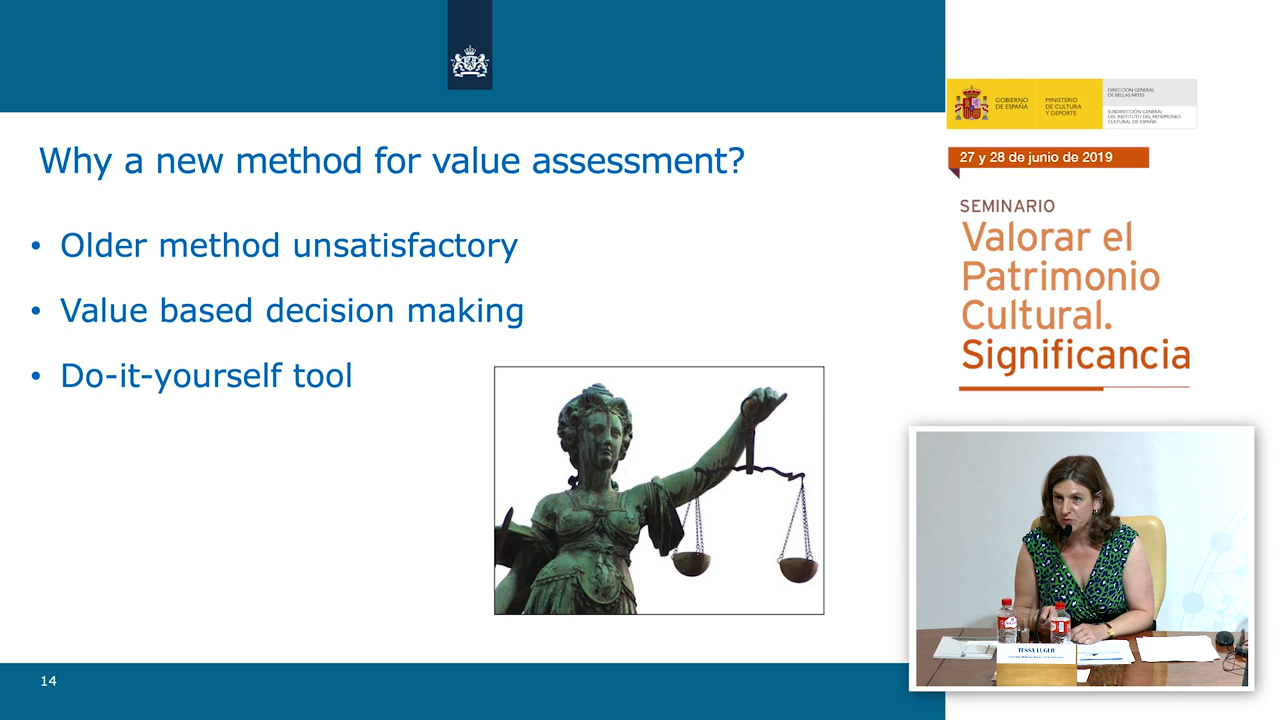 Why a new method for value assessment?
• Older method unsatisfactory
• Value based decision making
• Do-it-yourself tool
14
GOBIERNO
DE ESPAÑA
MINISTERIO
DE CULTURA
Y DEPORTE
DIRECCIÓN GENERAL
DE BELLAS ARTES
SUBDIRECCIÓN GENERAL
DEL INSTITUTO DEL PATRIMONIO
CULTURAL DE ESPAÑA
27 y 28 de junio de 2019
SEMINARIO
Valorar el
Patrimonio
Cultural.
Significancia
TESSA LUGER